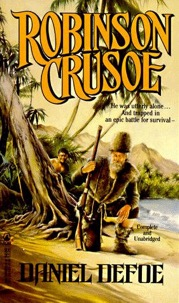 ROBINSON
CRUSOE
He was utterly alone...
And trapped in
an epic battle for survival—
Complete
and
Unabridged
DANIEL DEFOE